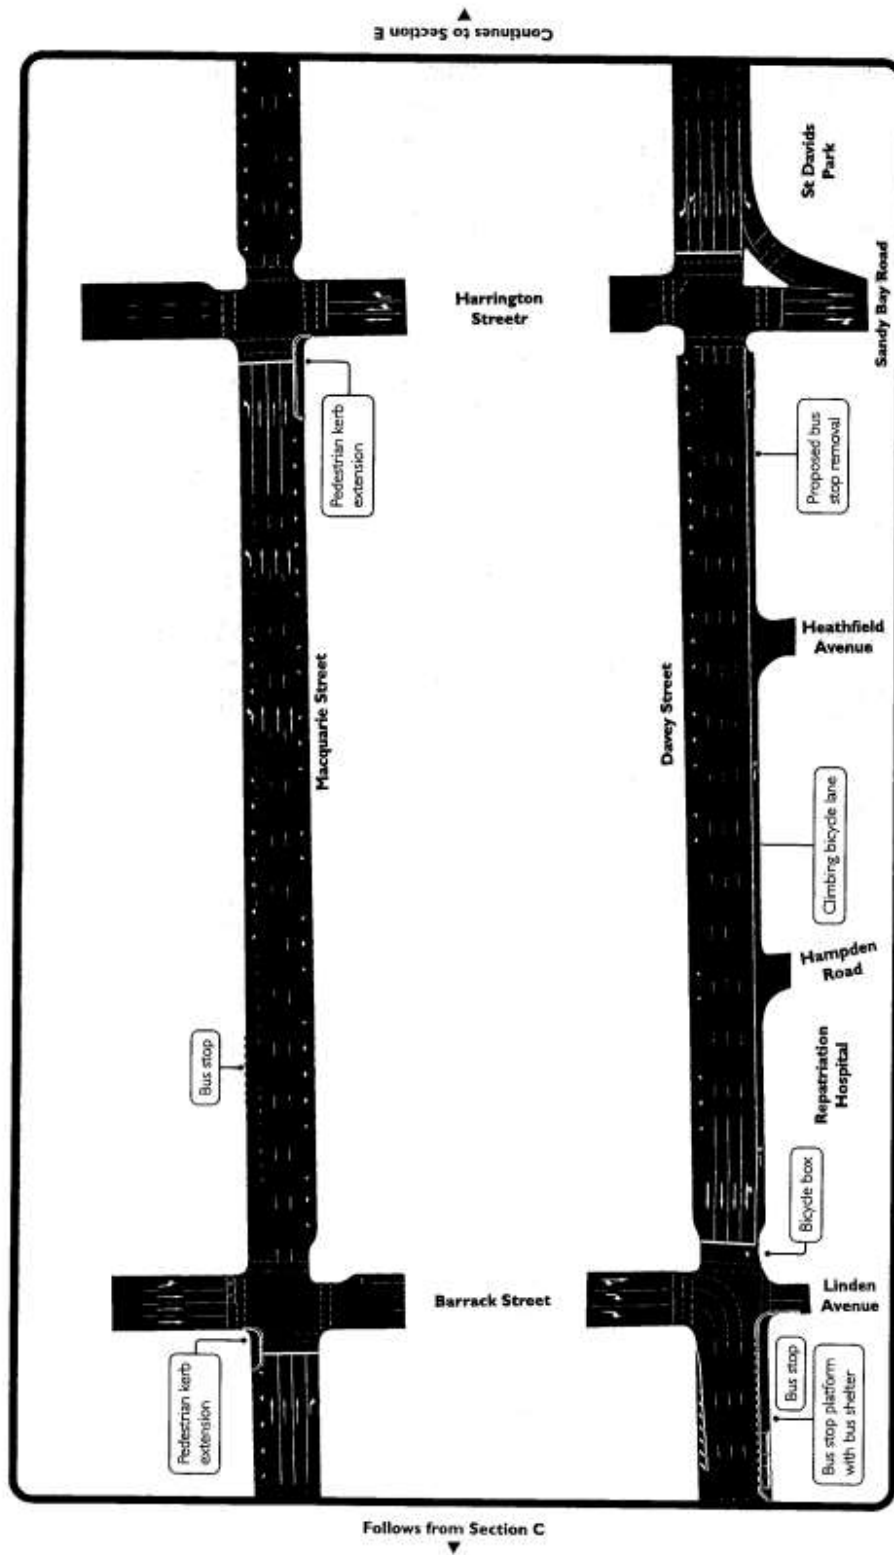 Continues to Section E
St Davids
Park
Harrington
Streetr
Sandy Bay Road
Pedestrian kerb
extension
Proposed bus
stop removal
Heathfield
Avenue
Macquarie Street
Davey Street
Climbing bicycle lane
Hampden
Road
Bus stop
Repatriation
Hospital
Bicycle box
Barrack Street
Linden
Avenue
Pedestrian kerb
extension
Bus stop
Bus stop platform
with bus shelter
Follows from Section C